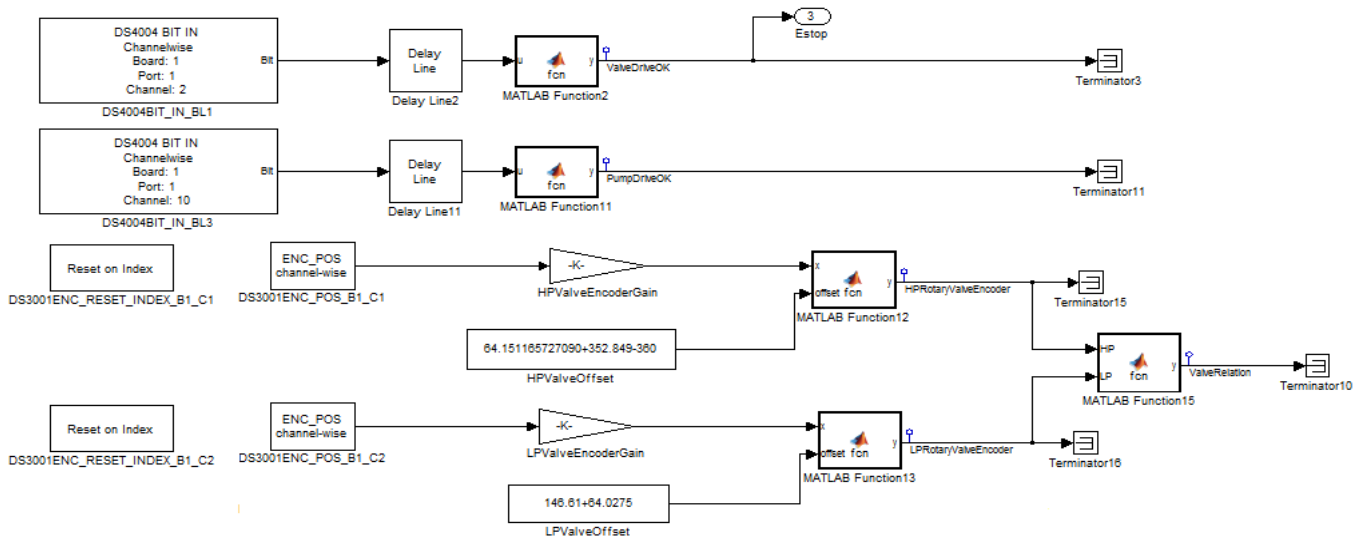 DS4004 BIT IN
Channelwise
Board: 1
Port: 1
Channel: 2
Bit
DS4004BIT_IN_BL1
Delay
Line
Delay Line2
u
fcn
y
MATLAB Function2
ValveDriveOK
3
Estop
Terminator3
DS4004 BIT IN
Channelwise
Board: 1
Port: 1
Channel: 10
Bit
DS4004BIT_IN_BL3
Delay
Line
Delay Line11
u
fcn
y
MATLAB Function11
PumpDriveOK
Terminator11
Reset on Index
DS3001ENC_RESET_INDEX_B1_C1
ENC_POS
channel-wise
DS3001ENC_POS_B1_C1
-K-
HPValveEncoderGain
64.151165727090+352.849-360
HPValveOffset
x
offset
fcn
y
MATLAB Function12
HPRotaryValveEncoder
Terminator15
HP
LP
fcn
y
MATLAB Function15
ValveRelation
Terminator10
Reset on Index
DS3001ENC_RESET_INDEX_B1_C2
ENC_POS
channel-wise
DS3001ENC_POS_B1_C2
-K-
LPValveEncoderGain
146.61+64.0275
LPValveOffset
x
offset
fcn
y
MATLAB Function13
LPRotaryValveEncoder
Terminator16